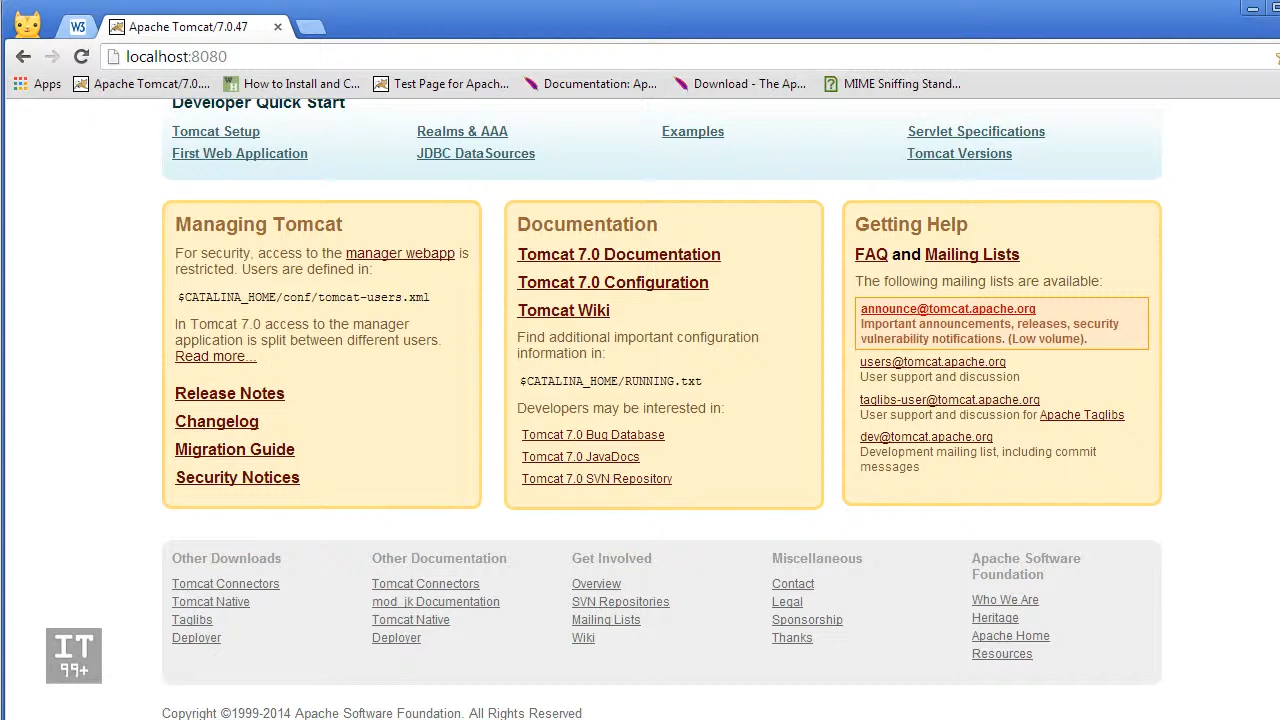 W3
Apache Tomcat/7.0.47
localhost:8080
Apps
Apache Tomcat/7.0....
How to Install and C...
Test Page for Apach...
Documentation: Ap...
Download - The Ap...
MIME Sniffing Stand...
Developer Quick Start
Tomcat Setup
Realms & AAA
Examples
Servlet Specifications
First Web Application
JDBC DataSources
Tomcat Versions
Managing Tomcat
For security, access to the manager webapp is
restricted. Users are defined in:
$CATALINA_HOME/conf/tomcat-users.xml
In Tomcat 7.0 access to the manager
application is split between different users.
Read more...
Release Notes
Changelog
Migration Guide
Security Notices
Documentation
Tomcat 7.0 Documentation
Tomcat 7.0 Configuration
Tomcat Wiki
Find additional important configuration
information in:
$CATALINA_HOME/RUNNING.txt
Developers may be interested in:
Tomcat 7.0 Bug Database
Tomcat 7.0 JavaDocs
Tomcat 7.0 SVN Repository
Getting Help
FAQ and Mailing Lists
The following mailing lists are available:
announce@tomcat.apache.org
Important announcements, releases, security
vulnerability notifications. (Low volume).
users@tomcat.apache.org
User support and discussion
taglibs-user@tomcat.apache.org
User support and discussion for Apache Taglibs
dev@tomcat.apache.org
Development mailing list, including commit
messages
Other Downloads
Tomcat Connectors
Tomcat Native
Taglibs
Deployer
Other Documentation
Tomcat Connectors
mod_jk Documentation
Tomcat Native
Deployer
Get Involved
Overview
SVN Repositories
Mailing Lists
Wiki
Miscellaneous
Contact
Legal
Sponsorship
Thanks
Apache Software
Foundation
Who We Are
Heritage
Apache Home
Resources
IT
99+
Copyright ©1999-2014 Apache Software Foundation. All Rights Reserved